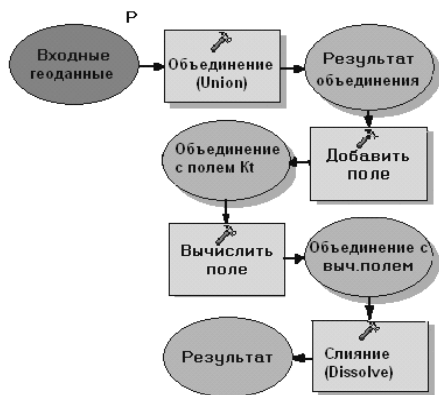 P
Входные
геоданные
Объединение
(Union)
Результат
объединения
Объединение
с полем Kt
Добавить
поле
Вычислить
поле
Объединение с
выч.полем
Результат
Слияние
(Dissolve)